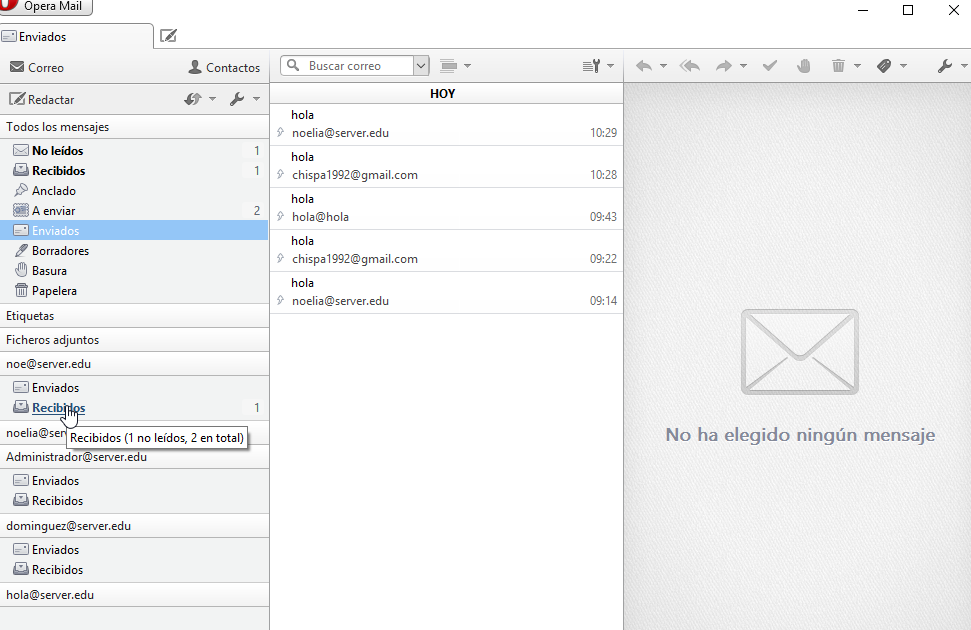 Opera Mail
Enviados
Correo
Contactos
Redactar
Todos los mensajes
No leídos 1
Recibidos 1
Anclado
A enviar 2
Enviados
Borradores
Basura
Papelera
Etiquetas
Ficheros adjuntos
noe@server.edu
Enviados
Recibidos 1
Recibidos (1 no leídos, 2 en total)
Administrador@server.edu
Enviados
Recibidos
dominguez@server.edu
Enviados
Recibidos
hola@server.edu
Buscar correo
HOY
hola
noelia@server.edu 10:29
hola
chispa1992@gmail.com 10:28
hola
hola@hola 09:43
hola
chispa1992@gmail.com 09:22
hola
noelia@server.edu 09:14
No ha elegido ningún mensaje